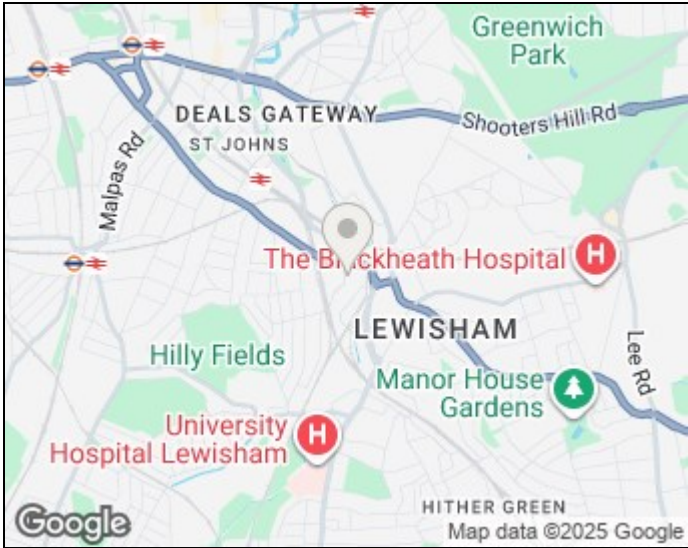 Greenwich
Park
DEALS GATEWAY
Shooters Hill Rd
ST JOHNS
Malpas Rd
The Blackheath Hospital
H
LEWISHAM
Lee Rd
Hilly Fields
Manor House
Gardens
University
Hospital Lewisham
H
HITHER GREEN
Google
Map data ©2025 Google